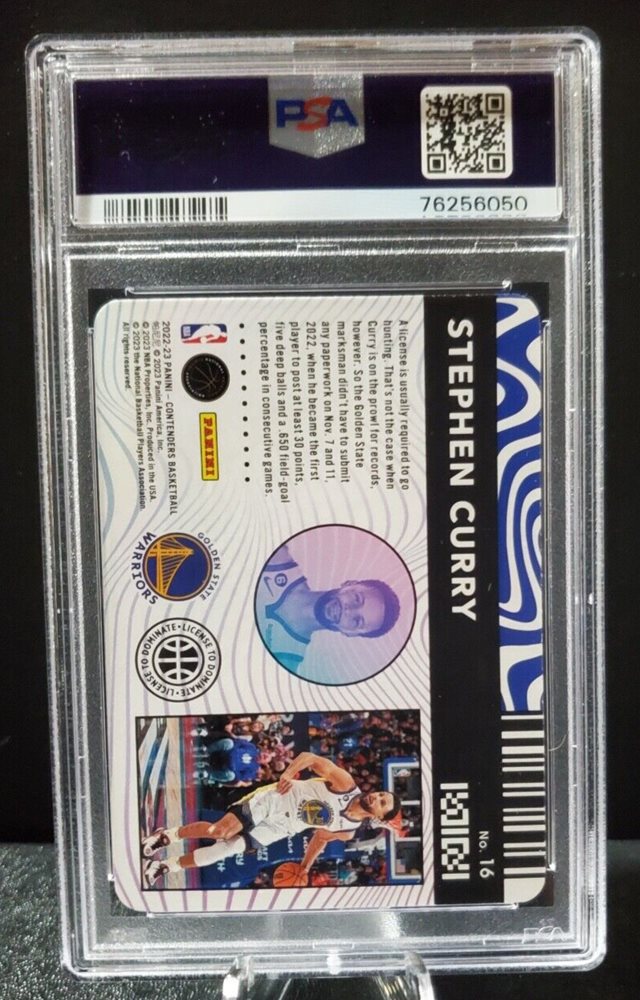 PSA
76256050
STEPHEN CURRY
No. 16
A license is usually required to go
hunting. That's not the case when
Curry is on the prowl for records,
however. So the Golden State
marksman didn't have to submit
any paperwork on Nov. 7 and 11,
2022, when he became the first
player to post at least 30 points,
five deep balls and a .650 field-goal
percentage in consecutive games.
PANINI
2022-23 PANINI – CONTENDERS BASKETBALL
© 2023 Panini America, Inc.
© 2023 NBA Properties, Inc. Produced in the USA.
© 2023 the National Basketball Players Association.
All rights reserved.
GOLDEN STATE
WARRIORS
LICENSE TO DOMINATE • LICENSE TO DOMINATE •
PSA